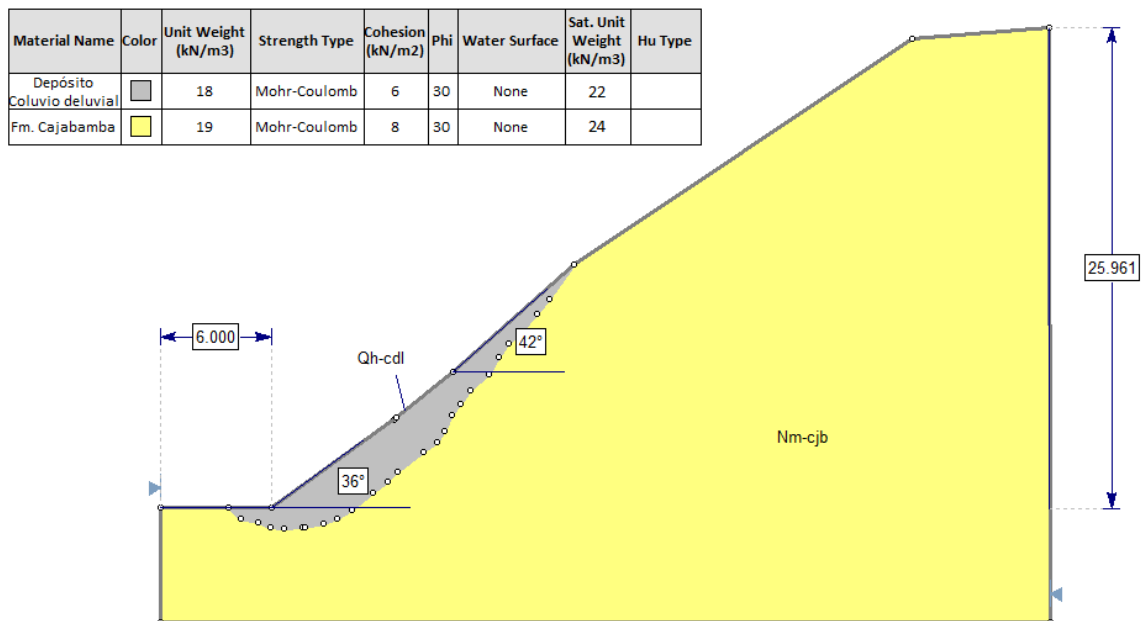 Material Name Color Unit Weight (kN/m3) Strength Type Cohesion (kN/m2) Phi Water Surface Sat. Unit Weight (kN/m3) Hu Type
Depósito Coluvio deluvial 18 Mohr-Coulomb 6 30 None 22
Fm. Cajabamba 19 Mohr-Coulomb 8 30 None 24
25.961
6.000
42°
Qh-cdl
Nm-cjb
36°